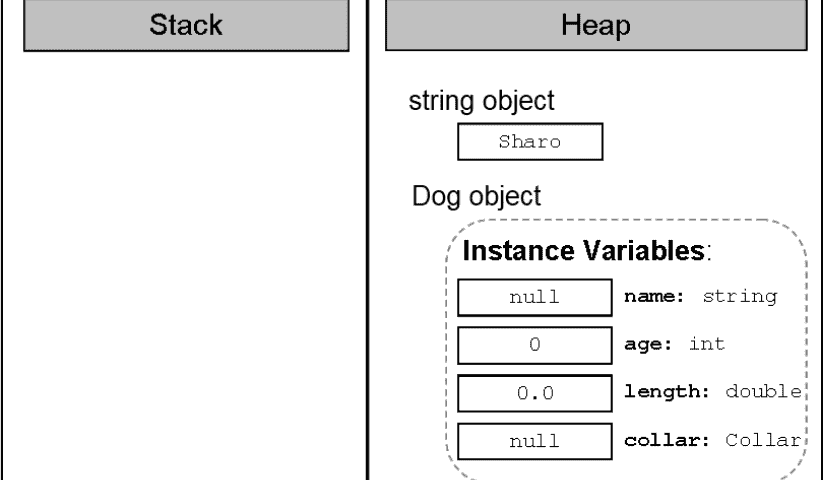 Stack
Heap
string object
Sharo
Dog object
Instance Variables:
null name: string
0 age: int
0.0 length: double
null collar: Collar